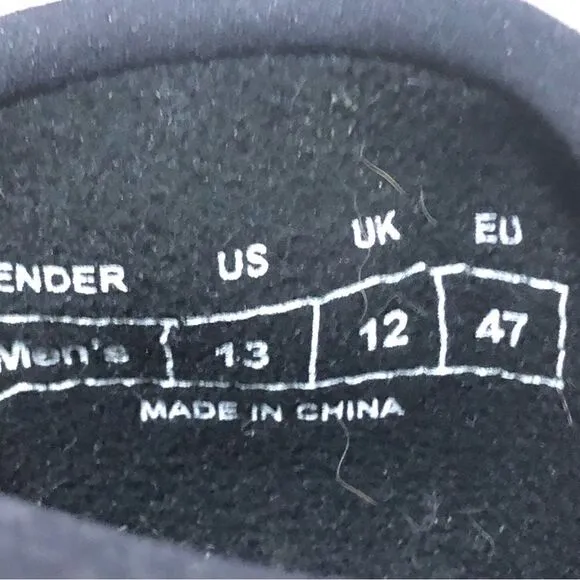 ENDER US UK EU
Men's 13 12 47
MADE IN CHINA